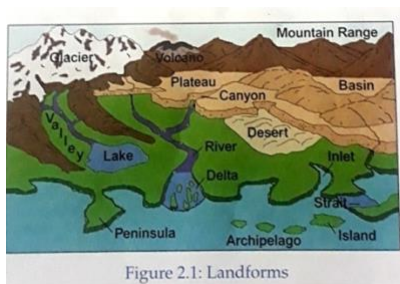 Mountain Range
Glacier
Volcano
Plateau
Basin
Canyon
Valley
Desert
Lake
River
Inlet
Delta
Strait
Peninsula
Archipelago
Island
Figure 2.1: Landforms